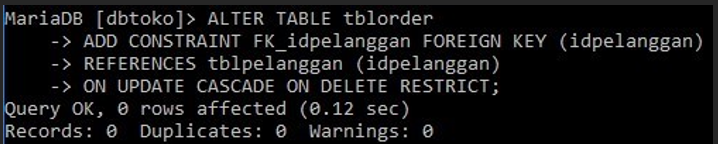 MariaDB [dbtoko]> ALTER TABLE tblorder
    -> ADD CONSTRAINT FK_idpelanggan FOREIGN KEY (idpelanggan)
    -> REFERENCES tblpelanggan (idpelanggan)
    -> ON UPDATE CASCADE ON DELETE RESTRICT;
Query OK, 0 rows affected (0.12 sec)
Records: 0  Duplicates: 0  Warnings: 0